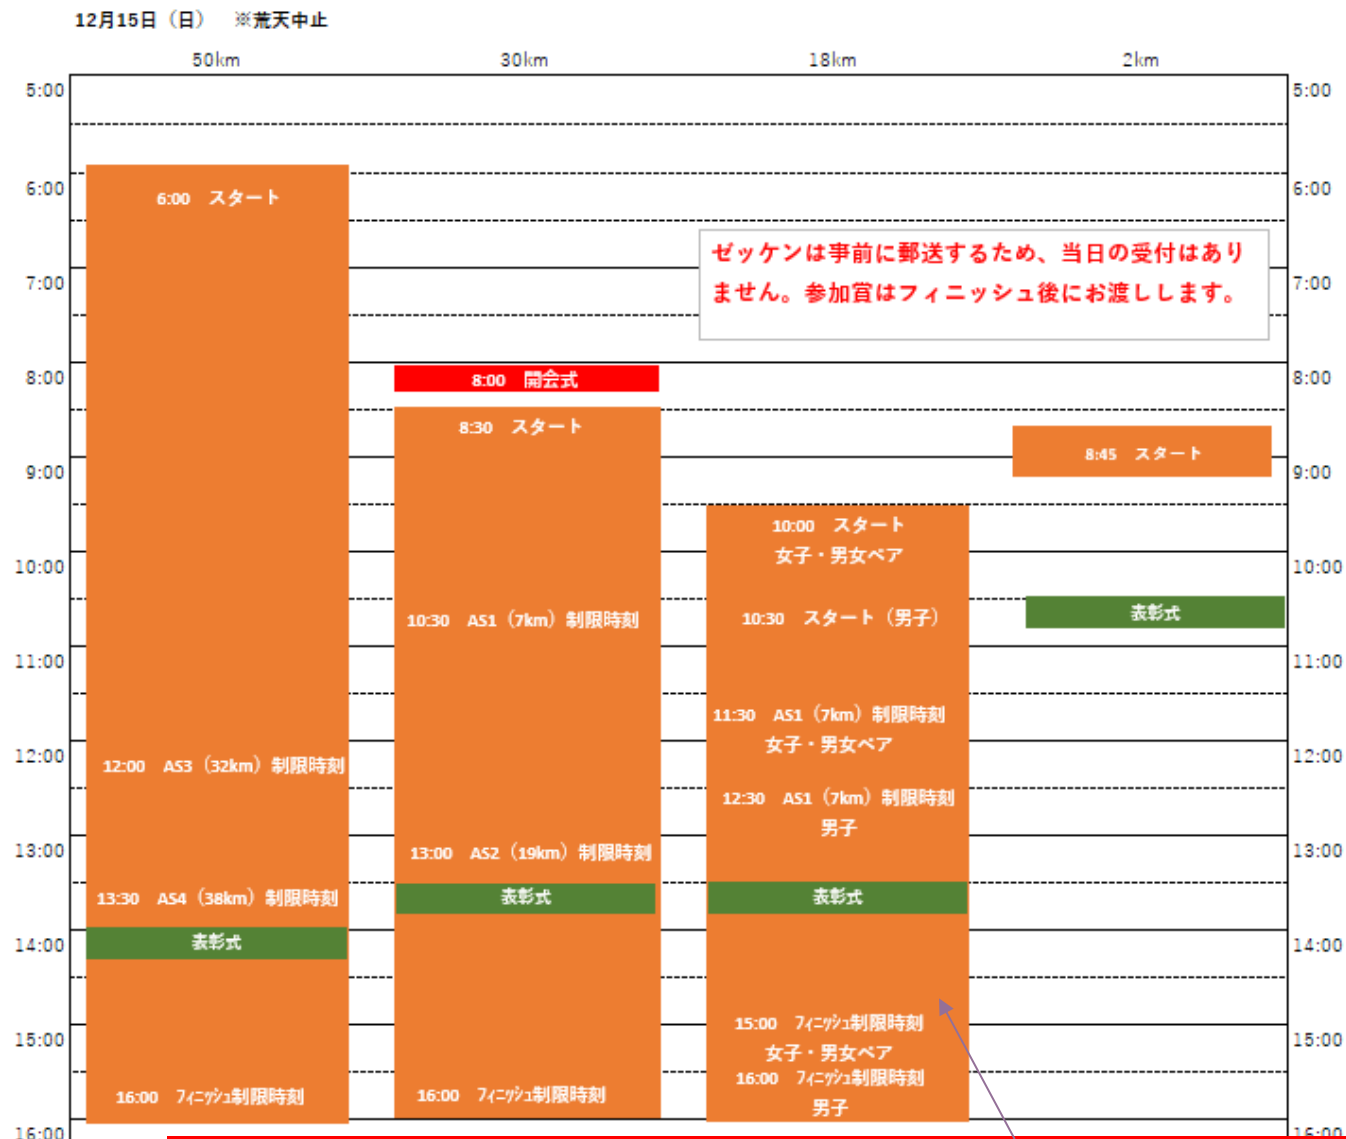 12月15日（日）　※荒天中止
50km
30km
18km
2km
5:00
5:00
6:00
6:00
6:00　スタート
ゼッケンは事前に郵送するため、当日の受付はあり
ません。参加賞はフィニッシュ後にお渡しします。
7:00
7:00
8:00
8:00　開会式
8:00
8:30　スタート
8:45　スタート
9:00
9:00
10:00　スタート
女子・男女ペア
10:00
10:00
10:30　AS1（7km）制限時刻
10:30　スタート（男子）
表彰式
11:00
11:00
11:30　AS1（7km）制限時刻
女子・男女ペア
12:00
12:00
12:00　AS3（32km）制限時刻
12:30　AS1（7km）制限時刻
男子
13:00
13:00　AS2（19km）制限時刻
13:00
13:30　AS4（38km）制限時刻
表彰式
表彰式
14:00
表彰式
14:00
15:00　ﾌｨﾆｯｼｭ制限時刻
女子・男女ペア
15:00
15:00
16:00　ﾌｨﾆｯｼｭ制限時刻
16:00　ﾌｨﾆｯｼｭ制限時刻
16:00　ﾌｨﾆｯｼｭ制限時刻
男子
16:00
16:00